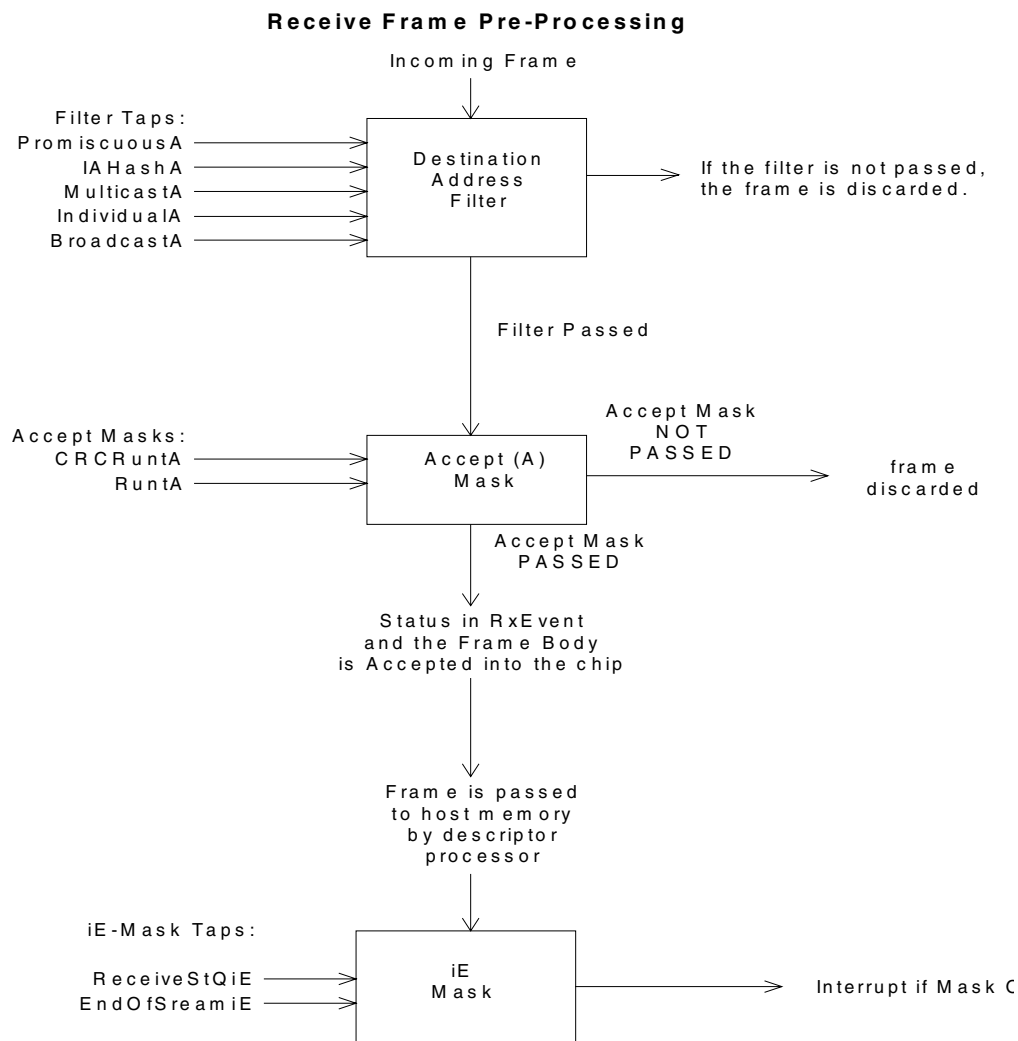 Receive Frame Pre-Processing
Incoming Frame
Filter Taps:
PromiscuousA
IAHashA
MulticastA
IndividualA
BroadcastA
Destination
Address
Filter
If the filter is not passed,
the frame is discarded.
Filter Passed
Accept Masks:
CRCRuntA
RuntA
Accept (A)
Mask
Accept Mask
NOT
PASSED
frame
discarded
Accept Mask
PASSED
Status in RxEvent
and the Frame Body
is Accepted into the chip
Frame is passed
to host memory
by descriptor
processor
iE-Mask Taps:
ReceiveStQiE
EndOfSreamiE
iE
Mask
Interrupt if Mask